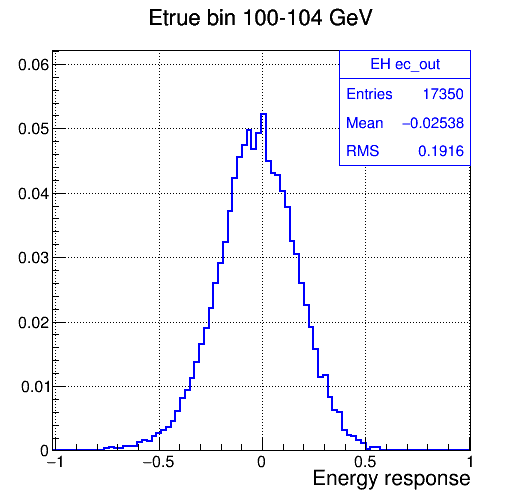 Etrue bin 100-104 GeV
EH ec_out
Entries 17350
Mean −0.02538
RMS 0.1916
0.06
0.05
0.04
0.03
0.02
0.01
0
−1 −0.5 0 0.5 1
Energy response